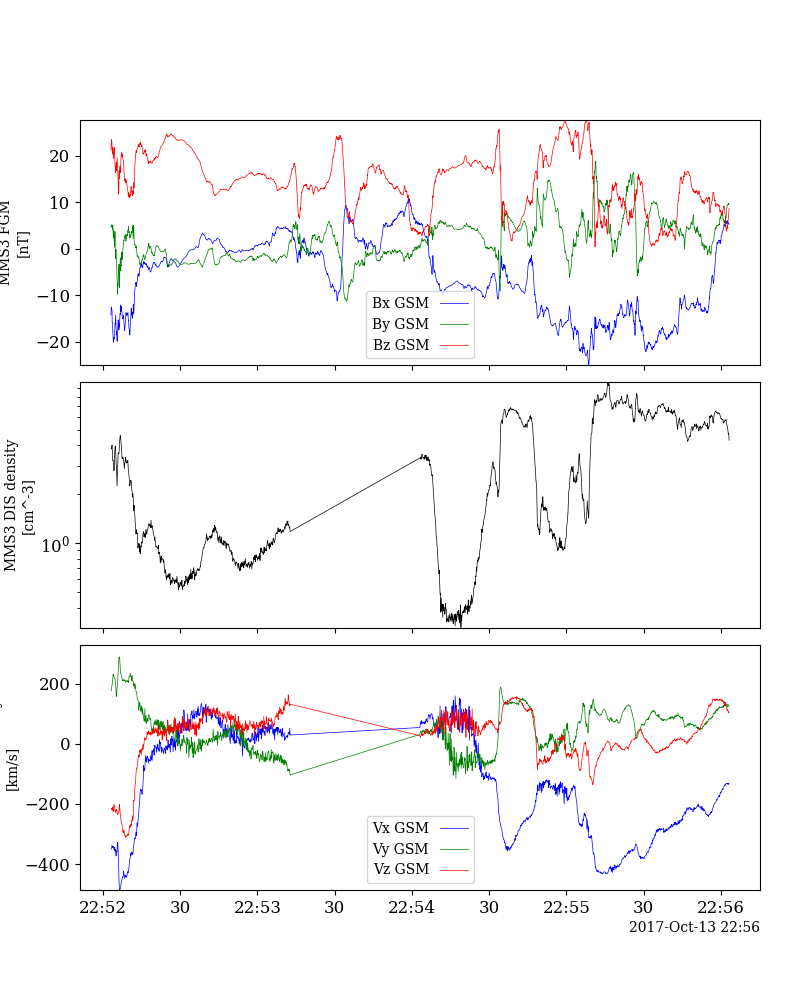 20
10
0
−10
−20
MMS3 FGM
[nT]
Bx GSM
By GSM
Bz GSM
10^0
MMS3 DIS density
[cm^-3]
200
0
−200
−400
[km/s]
Vx GSM
Vy GSM
Vz GSM
22:52 30 22:53 30 22:54 30 22:55 30 22:56
2017-Oct-13 22:56